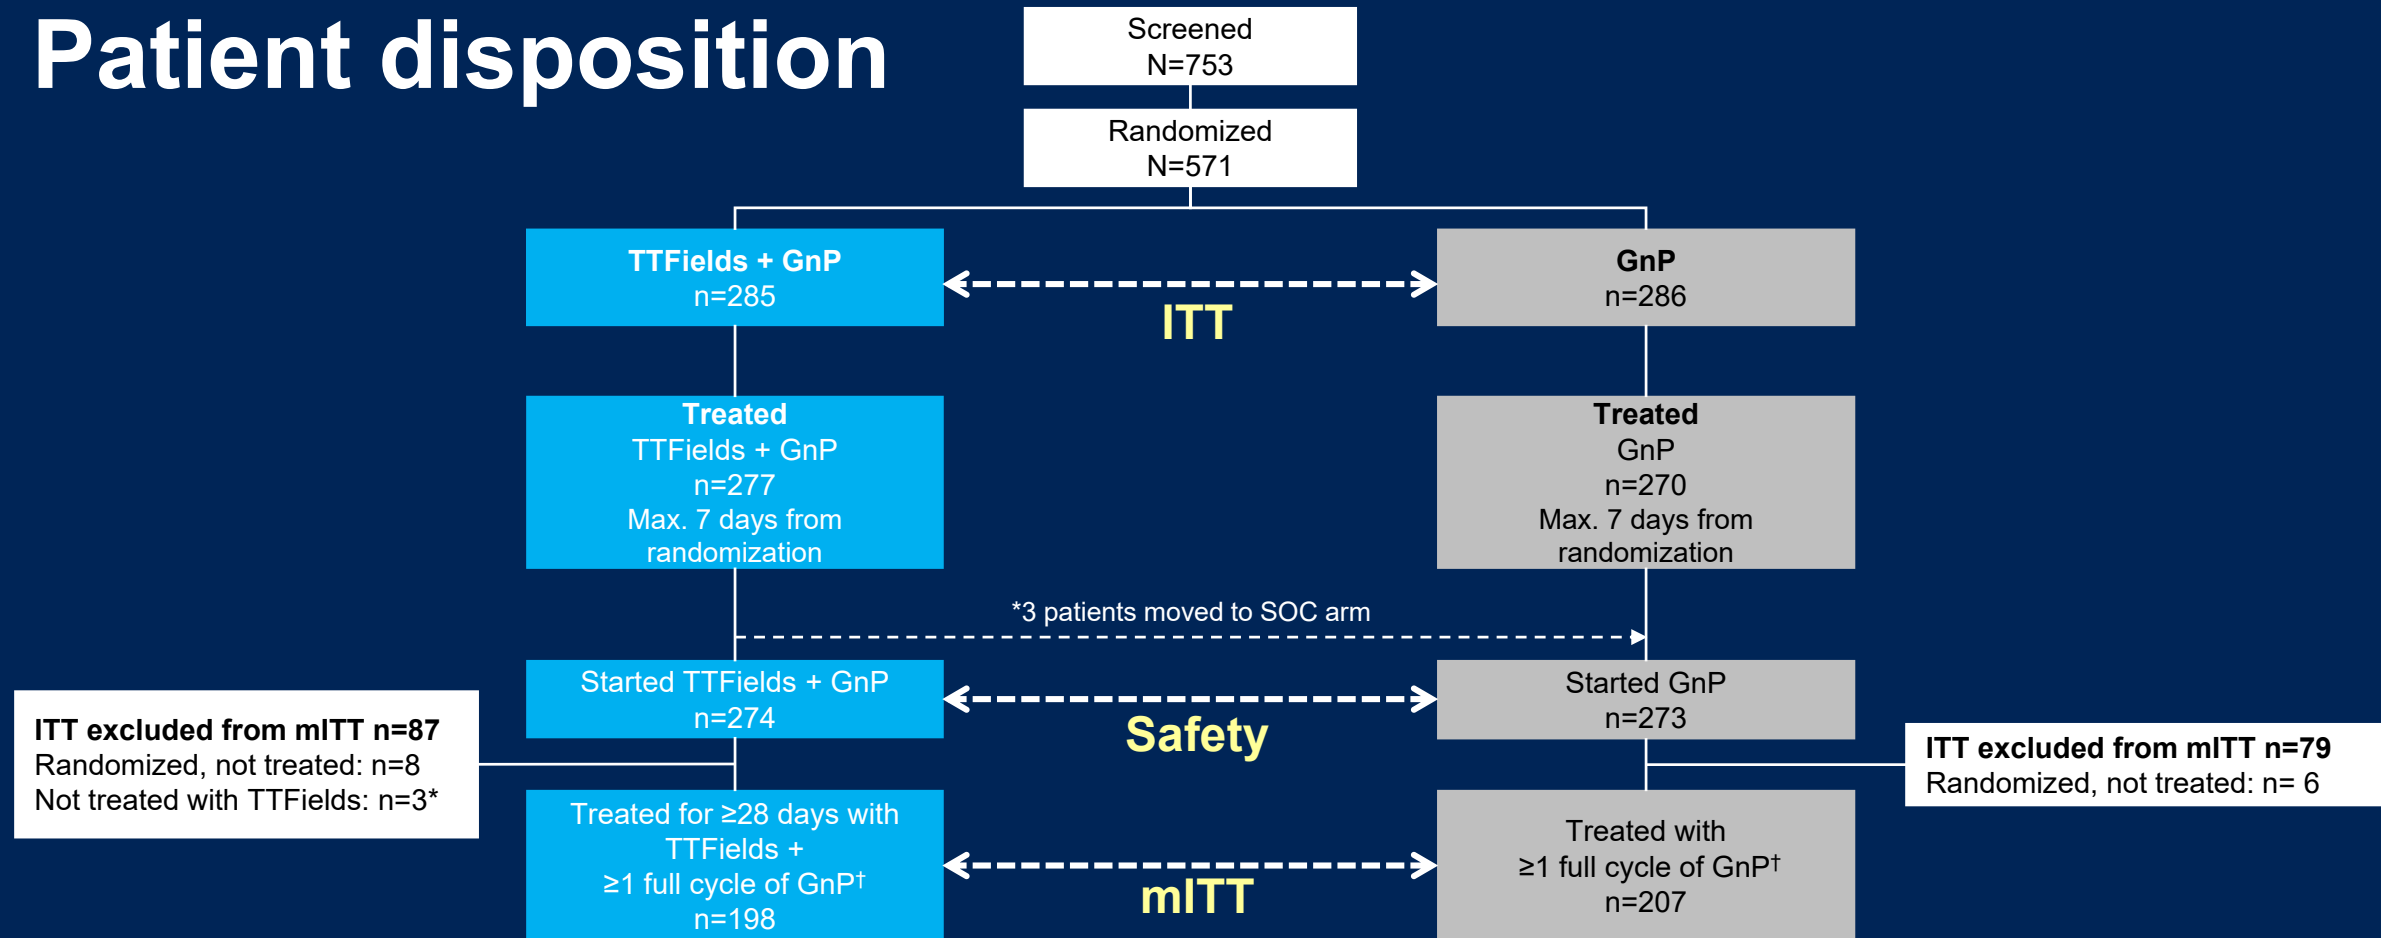 Patient disposition
Screened
N=753
Randomized
N=571
TTFields + GnP
n=285
ITT
GnP
n=286
Treated
TTFields + GnP
n=277
Max. 7 days from
randomization
Treated
GnP
n=270
Max. 7 days from
randomization
*3 patients moved to SOC arm
Started TTFields + GnP
n=274
Safety
Started GnP
n=273
ITT excluded from mITT n=87
Randomized, not treated: n=8
Not treated with TTFields: n=3*
ITT excluded from mITT n=79
Randomized, not treated: n= 6
Treated for ≥28 days with
TTFields +
≥1 full cycle of GnP†
n=198
mITT
Treated with
≥1 full cycle of GnP†
n=207